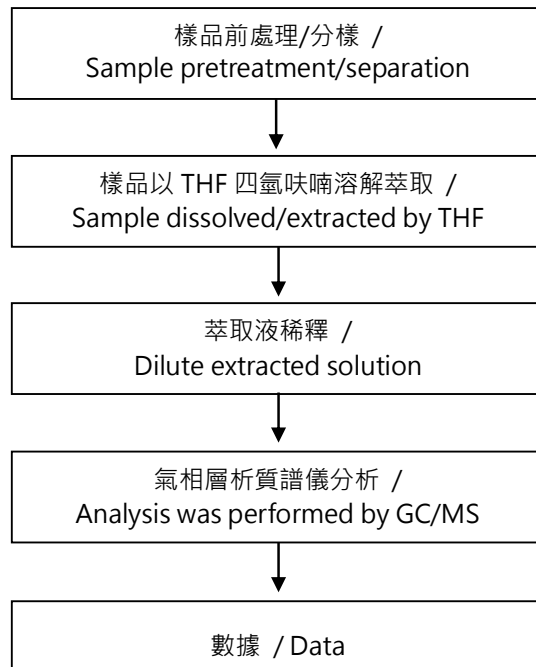 樣品前處理/分樣 /
Sample pretreatment/separation
樣品以 THF 四氫呋喃溶解萃取 /
Sample dissolved/extracted by THF
萃取液稀釋 /
Dilute extracted solution
氣相層析質譜儀分析 /
Analysis was performed by GC/MS
數據 / Data